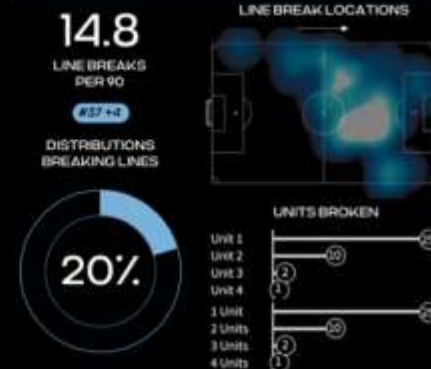 14.8
LINE BREAKS
PER 90
#57 +4
DISTRIBUTIONS
BREAKING LINES
20%
LINE BREAK LOCATIONS
UNITS BROKEN
Unit 1
Unit 2 10
Unit 3 2
Unit 4 1
1 Unit
2 Units 10
3 Units 2
4 Units 1